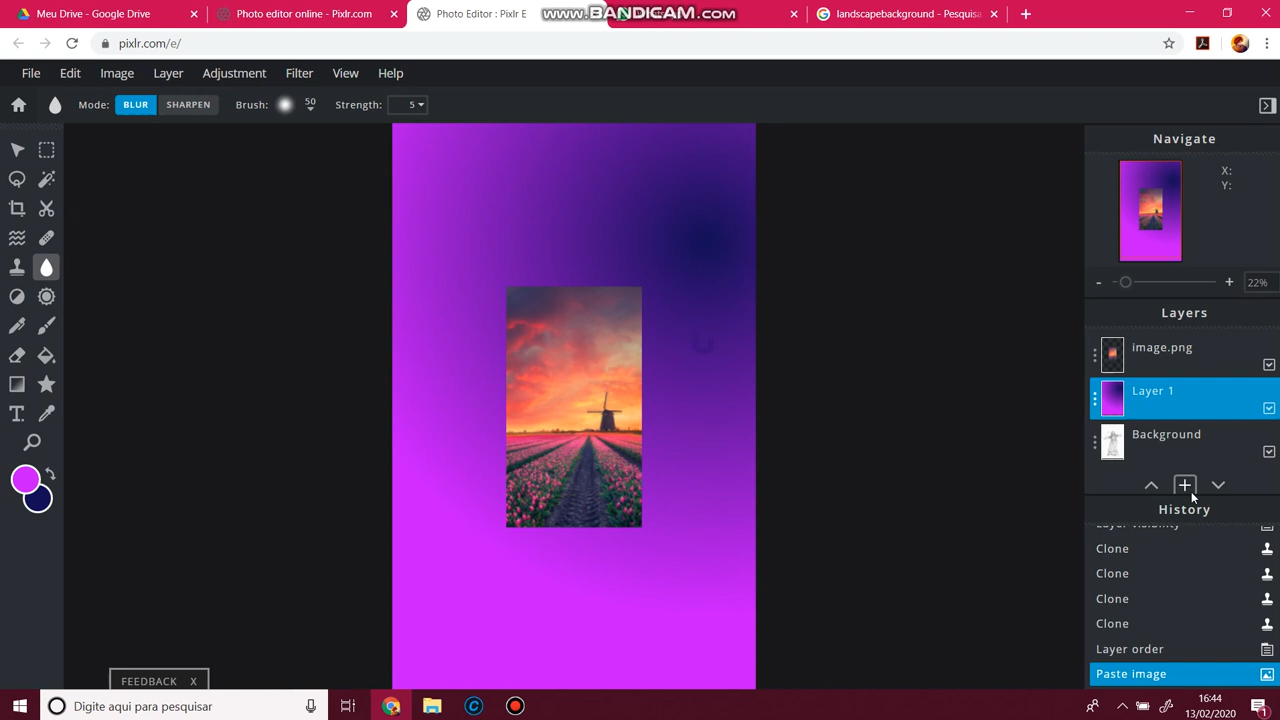 Meu Drive - Google Drive
Photo editor online - Pixlr.com
Photo Editor : Pixlr E
www.BANDICAM.com
landscapebackground - Pesquisa
pixlr.com/e/
File Edit Image Layer Adjustment Filter View Help
Mode: BLUR SHARPEN Brush: 50 Strength: 5
Navigate
X:
Y:
22%
Layers
image.png
Layer 1
Background
History
Layer visibility
Clone
Clone
Clone
Clone
Layer order
Paste image
FEEDBACK X
Digite aqui para pesquisar
16:44
13/02/2020
1